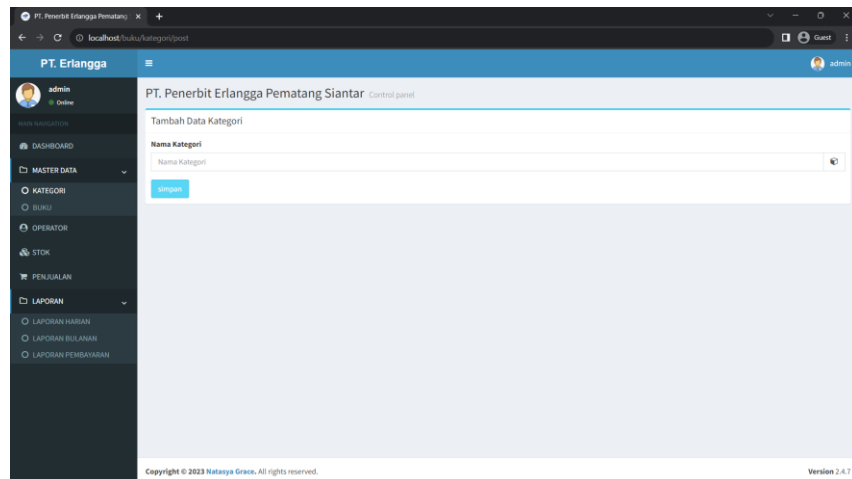 PT. Penerbit Erlangga Pematang
localhost/buku/kategori/post
Guest
PT. Erlangga
admin
admin
Online
MAIN NAVIGATION
DASHBOARD
MASTER DATA
KATEGORI
BUKU
OPERATOR
STOK
PENJUALAN
LAPORAN
LAPORAN HARIAN
LAPORAN BULANAN
LAPORAN PEMBAYARAN
PT. Penerbit Erlangga Pematang Siantar Control panel
Tambah Data Kategori
Nama Kategori
Nama Kategori
simpan
Copyright © 2023 Natasya Grace. All rights reserved.
Version 2.4.7